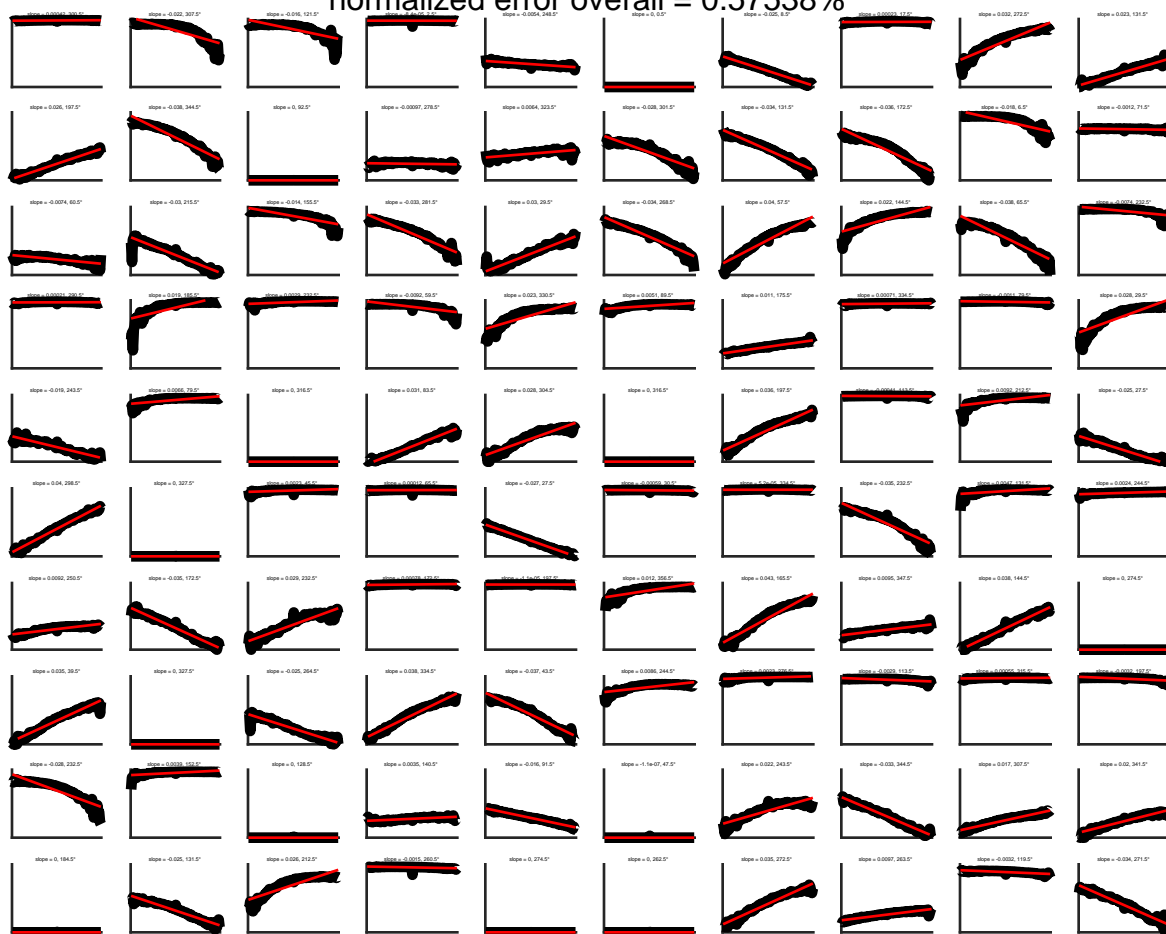 normalized error overall = 0.37338%
slope = -0.022, 307.5°
slope = -0.016, 121.5°
slope = -0.0054, 248.5°
slope = 0, 0.5°
slope = -0.025, 8.5°
slope = 0.00023, 17.5°
slope = 0.032, 272.5°
slope = 0.023, 131.5°
slope = 0.026, 197.5°
slope = -0.038, 344.5°
slope = 0, 92.5°
slope = -0.00097, 278.5°
slope = 0.0064, 323.5°
slope = -0.028, 301.5°
slope = -0.034, 131.5°
slope = -0.036, 172.5°
slope = -0.018, 6.5°
slope = -0.0012, 71.5°
slope = -0.0074, 60.5°
slope = -0.03, 215.5°
slope = -0.014, 155.5°
slope = -0.033, 281.5°
slope = 0.03, 29.5°
slope = -0.034, 268.5°
slope = 0.04, 57.5°
slope = 0.022, 144.5°
slope = -0.038, 65.5°
slope = -0.0074, 232.5°
slope = 0.019, 185.5°
slope = -0.0092, 59.5°
slope = 0.023, 330.5°
slope = 0.0051, 89.5°
slope = 0.011, 175.5°
slope = 0.00071, 334.5°
slope = 0.028, 29.5°
slope = -0.019, 243.5°
slope = 0.0066, 79.5°
slope = 0, 316.5°
slope = 0.031, 83.5°
slope = 0.028, 304.5°
slope = 0, 316.5°
slope = 0.036, 197.5°
slope = 0.0092, 212.5°
slope = -0.025, 27.5°
slope = 0.04, 298.5°
slope = 0, 327.5°
slope = 0.0023, 45.5°
slope = 0.00012, 65.5°
slope = -0.027, 27.5°
slope = -0.00059, 30.5°
slope = -0.035, 232.5°
slope = 0.0047, 131.5°
slope = 0.0024, 244.5°
slope = 0.0092, 250.5°
slope = -0.035, 172.5°
slope = 0.029, 232.5°
slope = 0.012, 356.5°
slope = 0.043, 165.5°
slope = 0.0095, 347.5°
slope = 0.038, 144.5°
slope = 0, 274.5°
slope = 0.035, 39.5°
slope = 0, 327.5°
slope = -0.025, 264.5°
slope = 0.038, 334.5°
slope = -0.037, 43.5°
slope = 0.0086, 244.5°
slope = -0.0029, 113.5°
slope = 0.00055, 315.5°
slope = -0.0032, 197.5°
slope = -0.028, 232.5°
slope = 0.0039, 152.5°
slope = 0, 128.5°
slope = 0.0035, 140.5°
slope = -0.016, 91.5°
slope = -1.1e-07, 47.5°
slope = 0.022, 243.5°
slope = -0.033, 344.5°
slope = 0.017, 307.5°
slope = 0.02, 341.5°
slope = 0, 184.5°
slope = -0.025, 131.5°
slope = 0.026, 212.5°
slope = -0.0015, 260.5°
slope = 0, 274.5°
slope = 0, 262.5°
slope = 0.035, 272.5°
slope = 0.0097, 263.5°
slope = -0.0032, 119.5°
slope = -0.034, 271.5°